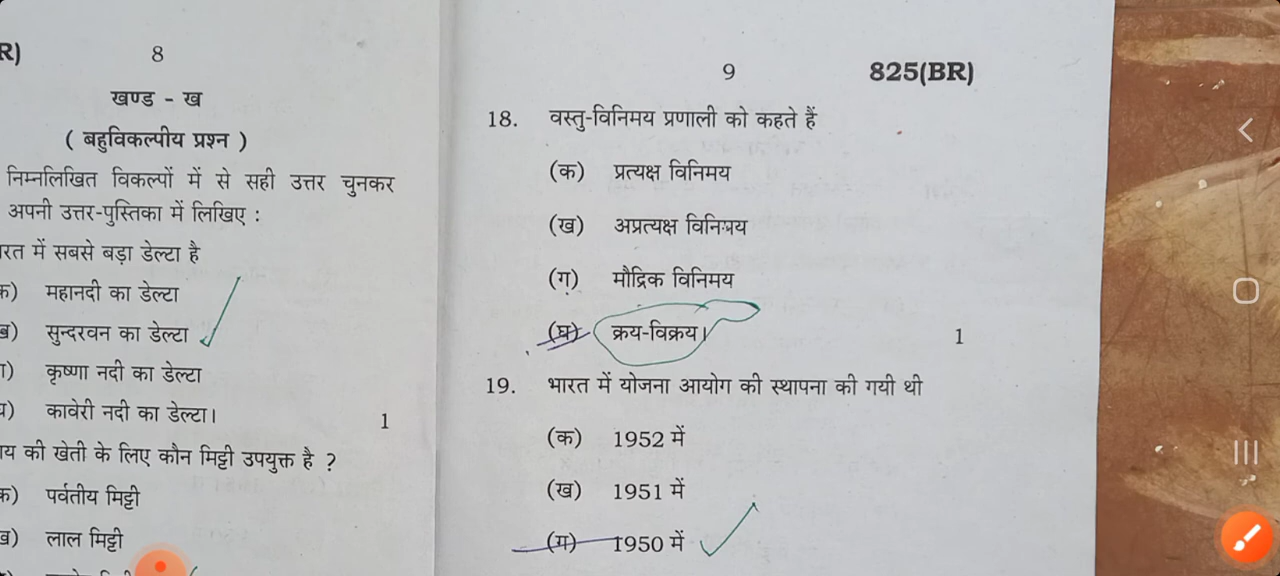 R)
8
खण्ड - ख
( बहुविकल्पीय प्रश्न )
निम्नलिखित विकल्पों में से सही उत्तर चुनकर
अपनी उत्तर-पुस्तिका में लिखिए :
रत में सबसे बड़ा डेल्टा है
क) महानदी का डेल्टा
ख) सुन्दरवन का डेल्टा
ग) कृष्णा नदी का डेल्टा
घ) कावेरी नदी का डेल्टा।
1
य की खेती के लिए कौन मिट्टी उपयुक्त है ?
क) पर्वतीय मिट्टी
ख) लाल मिट्टी
9
825(BR)
18. वस्तु-विनिमय प्रणाली को कहते हैं
(क) प्रत्यक्ष विनिमय
(ख) अप्रत्यक्ष विनिमय
(ग) मौद्रिक विनिमय
(घ) क्रय-विक्रय।
1
19. भारत में योजना आयोग की स्थापना की गयी थी
(क) 1952 में
(ख) 1951 में
(ग) 1950 में